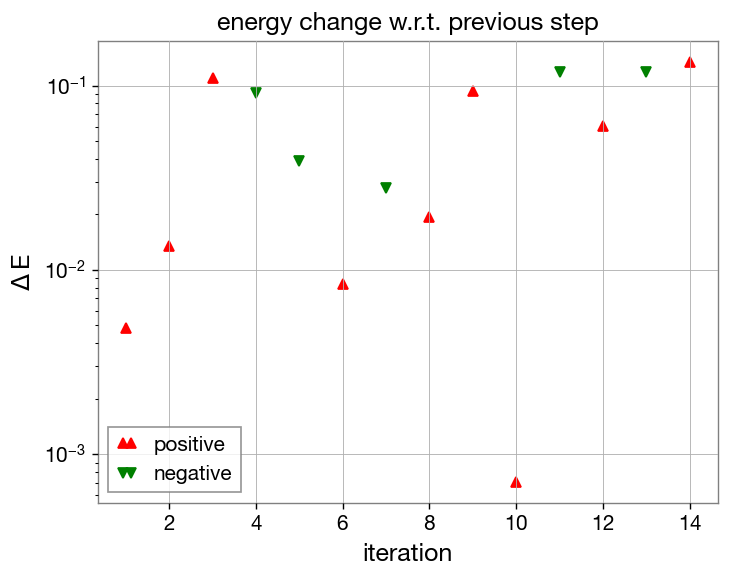 energy change w.r.t. previous step
Δ E
10⁻¹
10⁻²
10⁻³
positive
negative
2 4 6 8 10 12 14
iteration